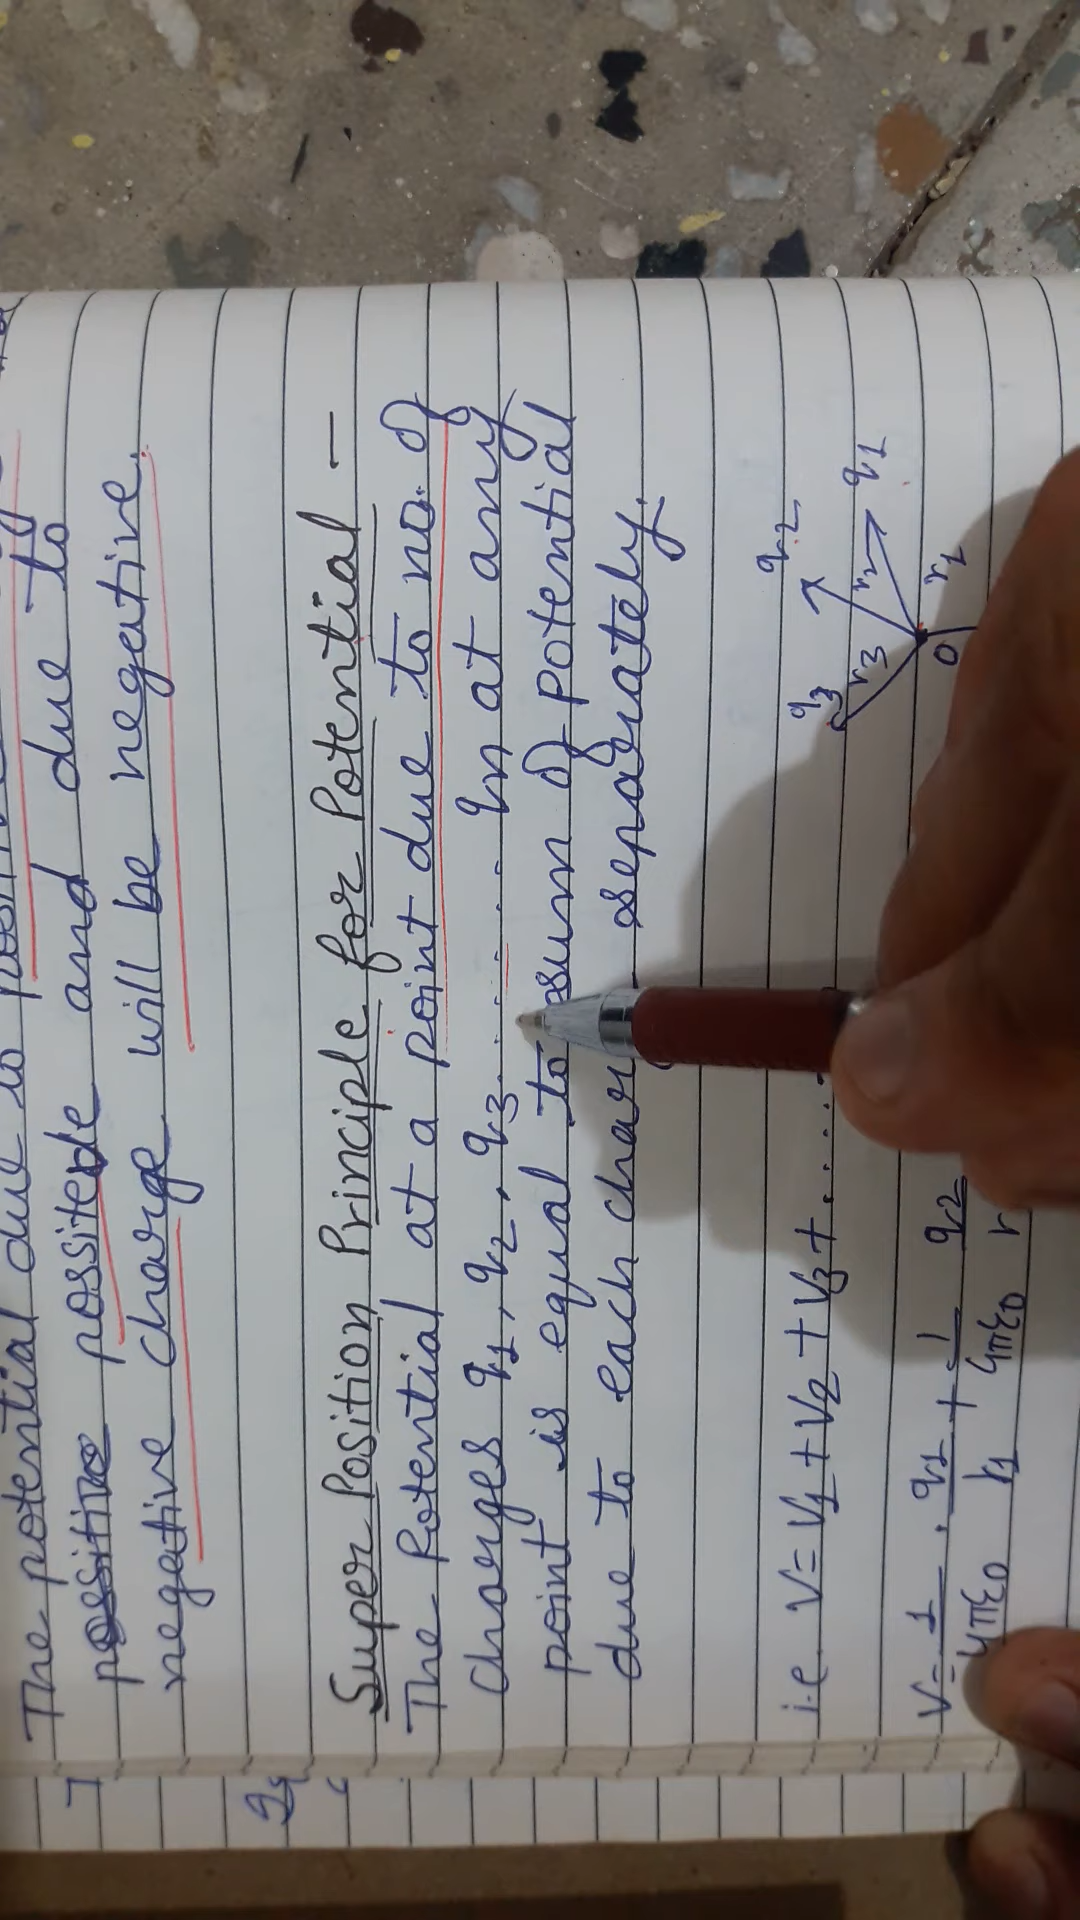 The potential due to
positive possitive and due to
negative charge will be negative.
Super Position Principle for Potential -
The Potential at a point due to no. of
charges q1, q2, q3 ........ qn at any
point is equal to sum of potential
due to each char separately.
q2
q1
q3
r2
r3
r1
O
i.e V = V1 + V2 + V3 + .....
V = 1/4πε0 . q1/r1 + 1/4πε0 q2/r